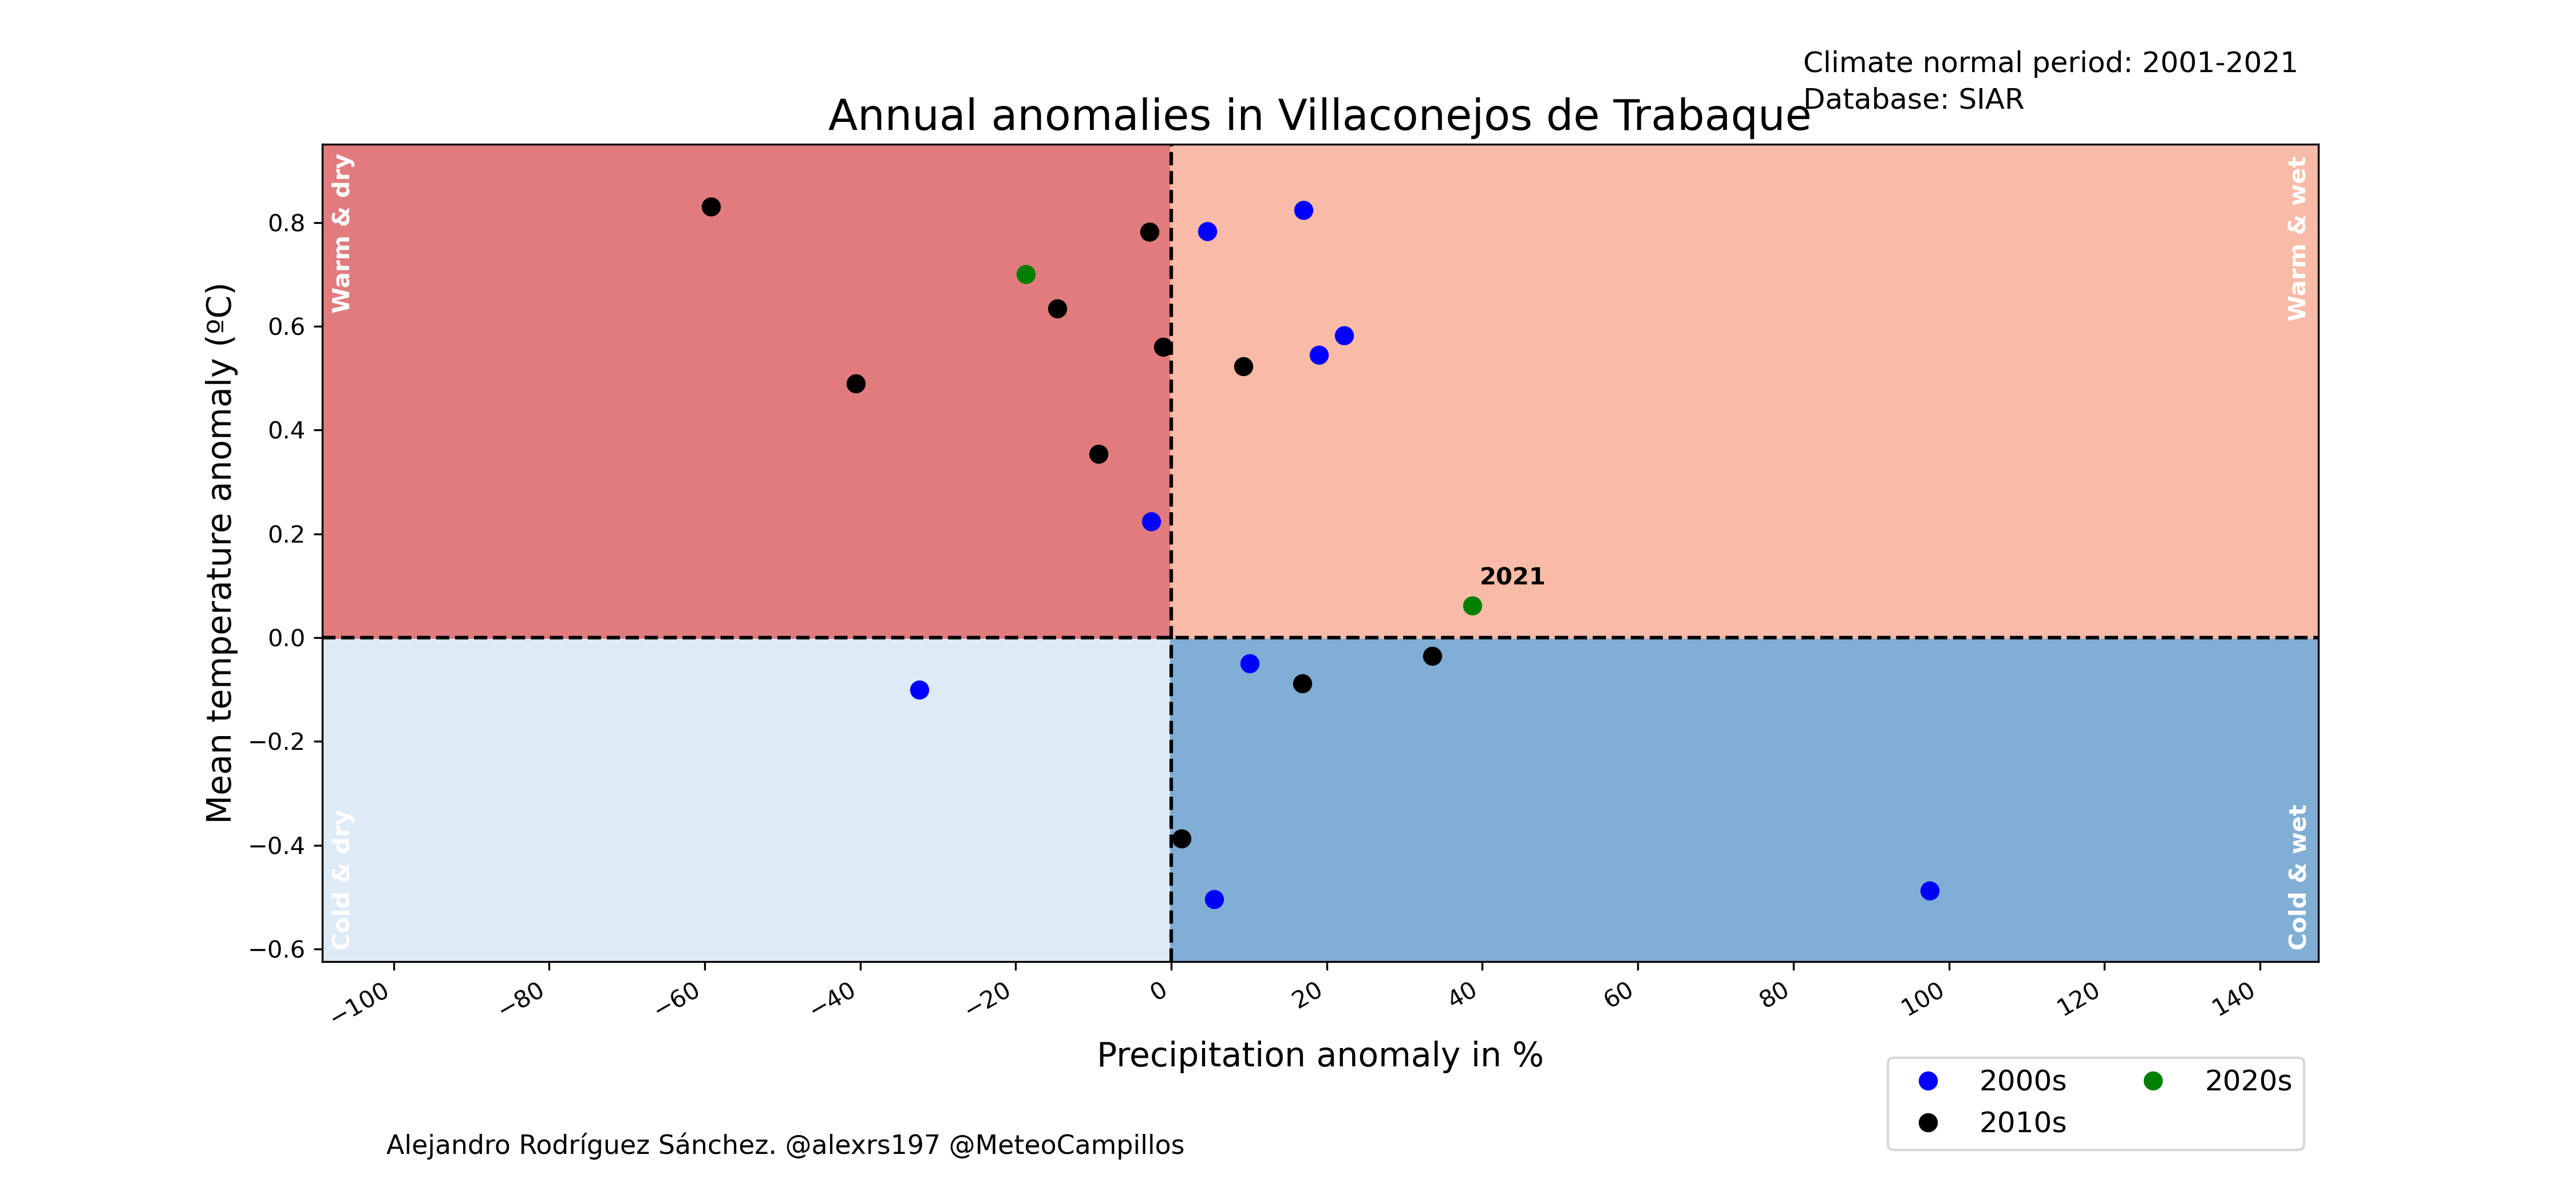 Climate normal period: 2001-2021
Database: SIAR
Annual anomalies in Villaconejos de Trabaque
Warm & dry
Warm & wet
Cold & dry
Cold & wet
Mean temperature anomaly (ºC)
0.8
0.6
0.4
0.2
0.0
−0.2
−0.4
−0.6
2021
−100
−80
−60
−40
−20
0
20
40
60
80
100
120
140
Precipitation anomaly in %
2000s
2010s
2020s
Alejandro Rodríguez Sánchez. @alexrs197 @MeteoCampillos